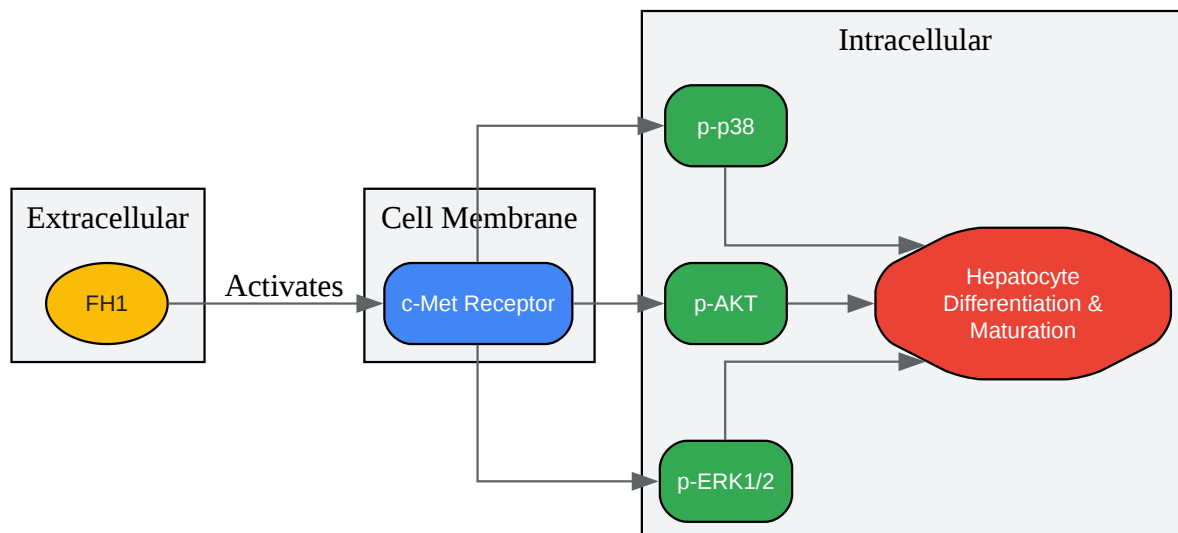 Extracellular
FH1
Activates
Cell Membrane
c-Met Receptor
Intracellular
p-p38
p-AKT
p-ERK1/2
Hepatocyte
Differentiation &
Maturation